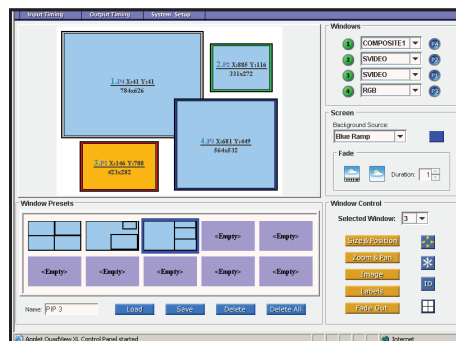 Input Timing Output Timing System Setup
1.P4 X:41 Y:41
784x626
2.P2 X:885 Y:116
331x272
4.P3 X:681 Y:449
564x532
3.P1 X:146 Y:708
423x282
Windows
1 COMPOSITE1 P4
2 SVIDEO P2
3 SVIDEO P1
4 RGB P3
Screen
Background Source:
Blue Ramp
Fade
Duration: 1
Window Presets
<Empty> <Empty>
<Empty> <Empty> <Empty> <Empty> <Empty>
Name: PIP 3 Load Save Delete Delete All
Window Control
Selected Window: 3
Size & Position
Zoom & Pan
Image
Labels ID
Fade Out
Applet QuadView XL Control Panel started Internet